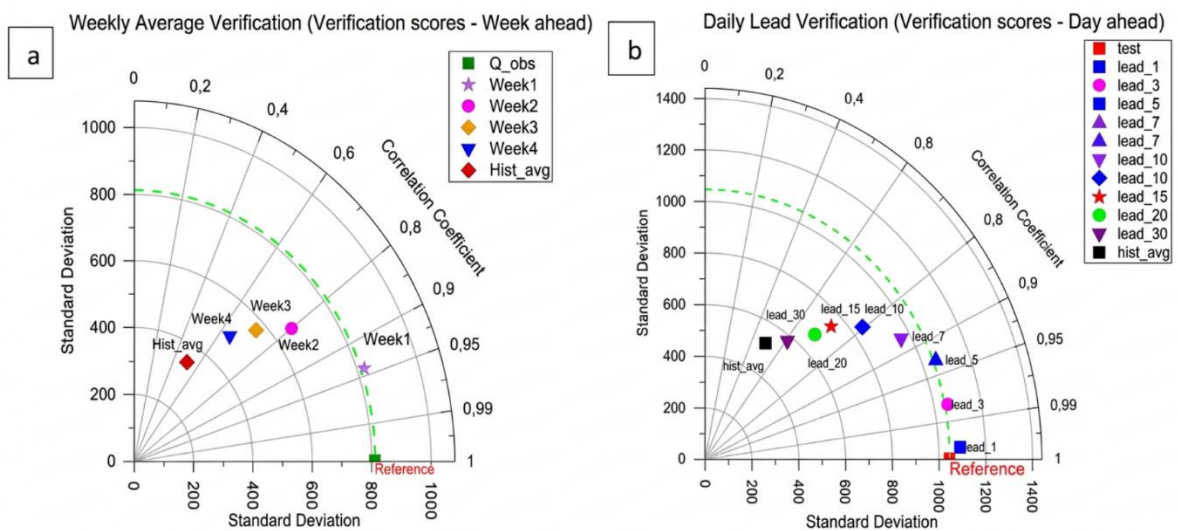 a
Weekly Average Verification (Verification scores - Week ahead)
Q_obs
Week1
Week2
Week3
Week4
Hist_avg
0
0,2
0,4
0,6
0,8
0,9
0,95
0,99
1
Correlation Coefficient
1000
800
600
400
200
0
Standard Deviation
Week4
Week3
Hist_avg
Week2
Week1
Reference
0
200
400
600
800
1000
Standard Deviation
b
Daily Lead Verification (Verification scores - Day ahead)
test
lead_1
lead_3
lead_5
lead_7
lead_7
lead_10
lead_10
lead_15
lead_20
lead_30
hist_avg
0
0,2
0,4
0,8
0,8
0,9
0,95
0,99
1
Correlation Coefficient
1400
1200
1000
800
600
400
200
0
Standard Deviation
lead_30
lead_15
lead_10
hist_avg
lead_20
lead_7
lead_5
lead_3
lead_1
Reference
0
200
400
600
800
1000
1200
1400
Standard Deviation